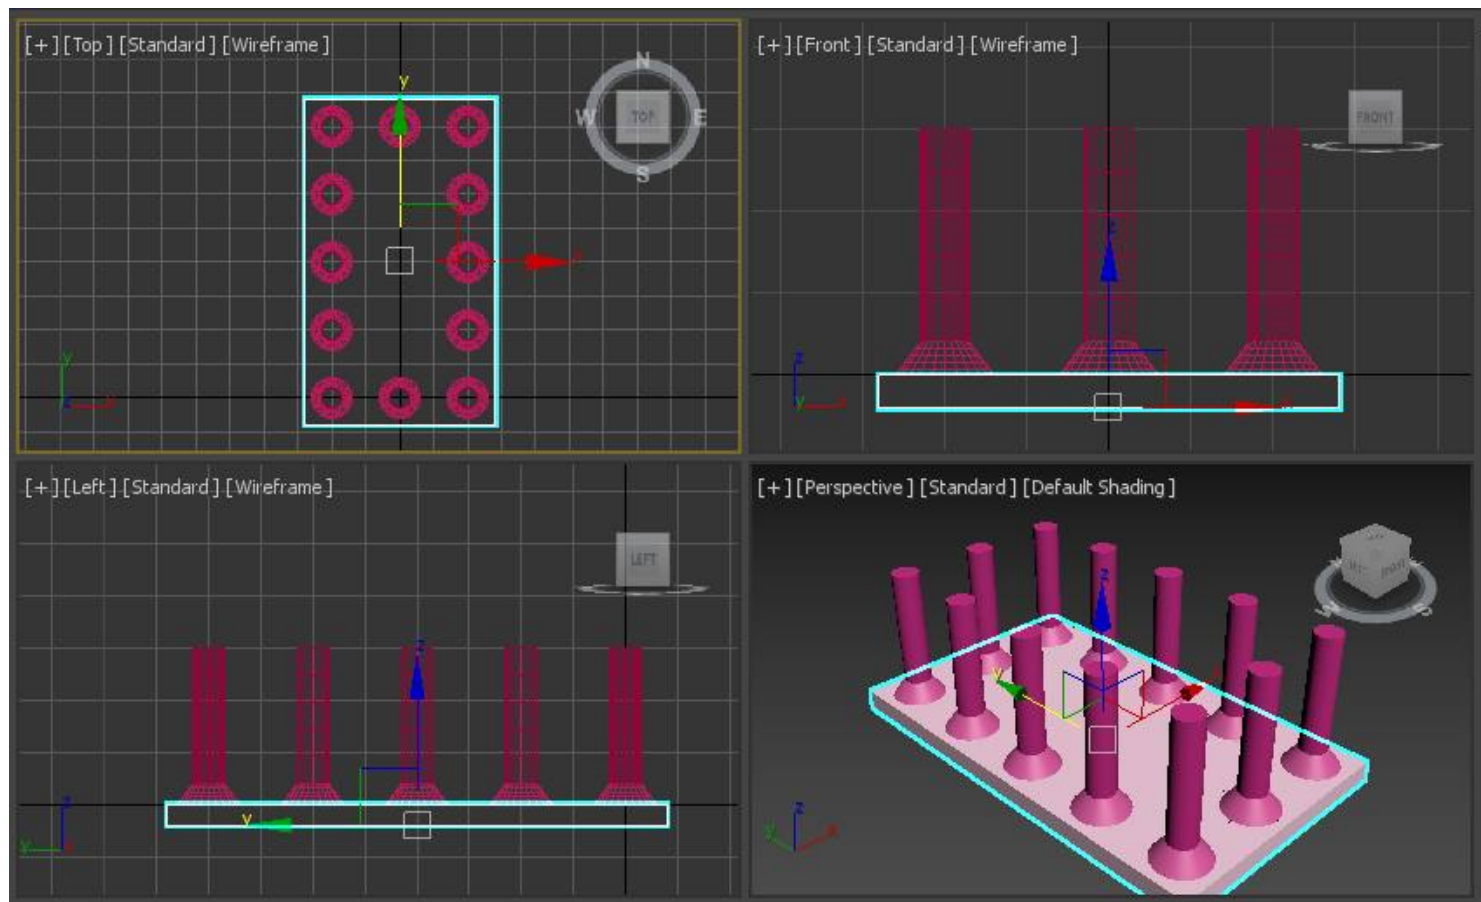 [+] [Top] [Standard] [Wireframe]
N
W
TOP
E
S
y
x
y
z
x
[+] [Front] [Standard] [Wireframe]
FRONT
z
x
z
y
x
[+] [Left] [Standard] [Wireframe]
LEFT
z
y
z
y
x
[+] [Perspective] [Standard] [Default Shading]
W
S
z
y
z
y
x